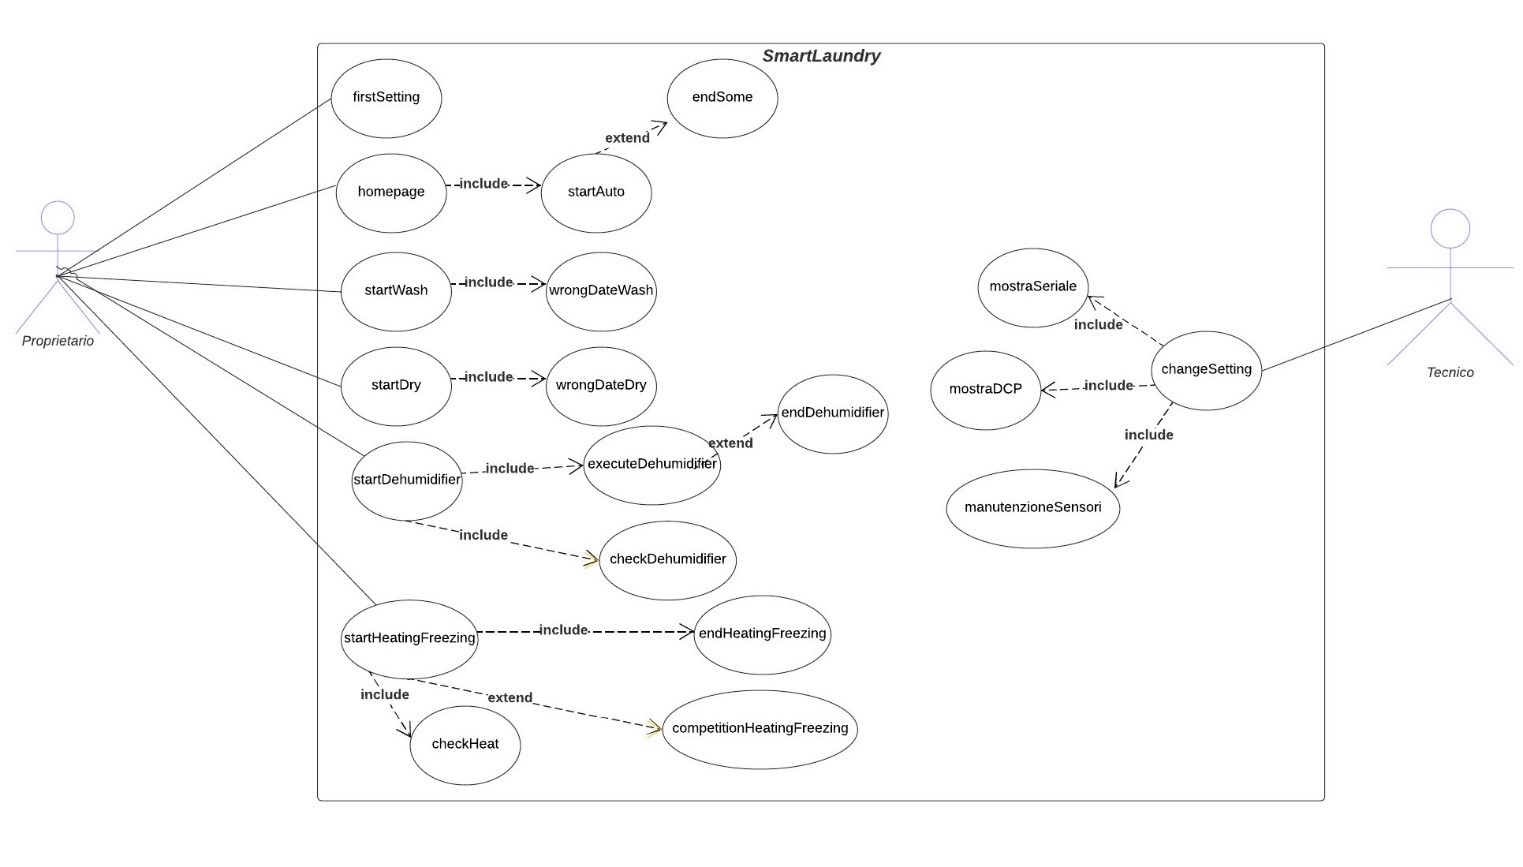 SmartLaundry
firstSetting
endSome
extend
homepage
include
startAuto
startWash
include
wrongDateWash
mostraSeriale
include
Proprietario
changeSetting
Tecnico
startDry
include
wrongDateDry
mostraDCP
include
endDehumidifier
extend
include
startDehumidifier
include
executeDehumidifier
manutenzioneSensori
include
checkDehumidifier
startHeatingFreezing
include
endHeatingFreezing
include
extend
competitionHeatingFreezing
checkHeat